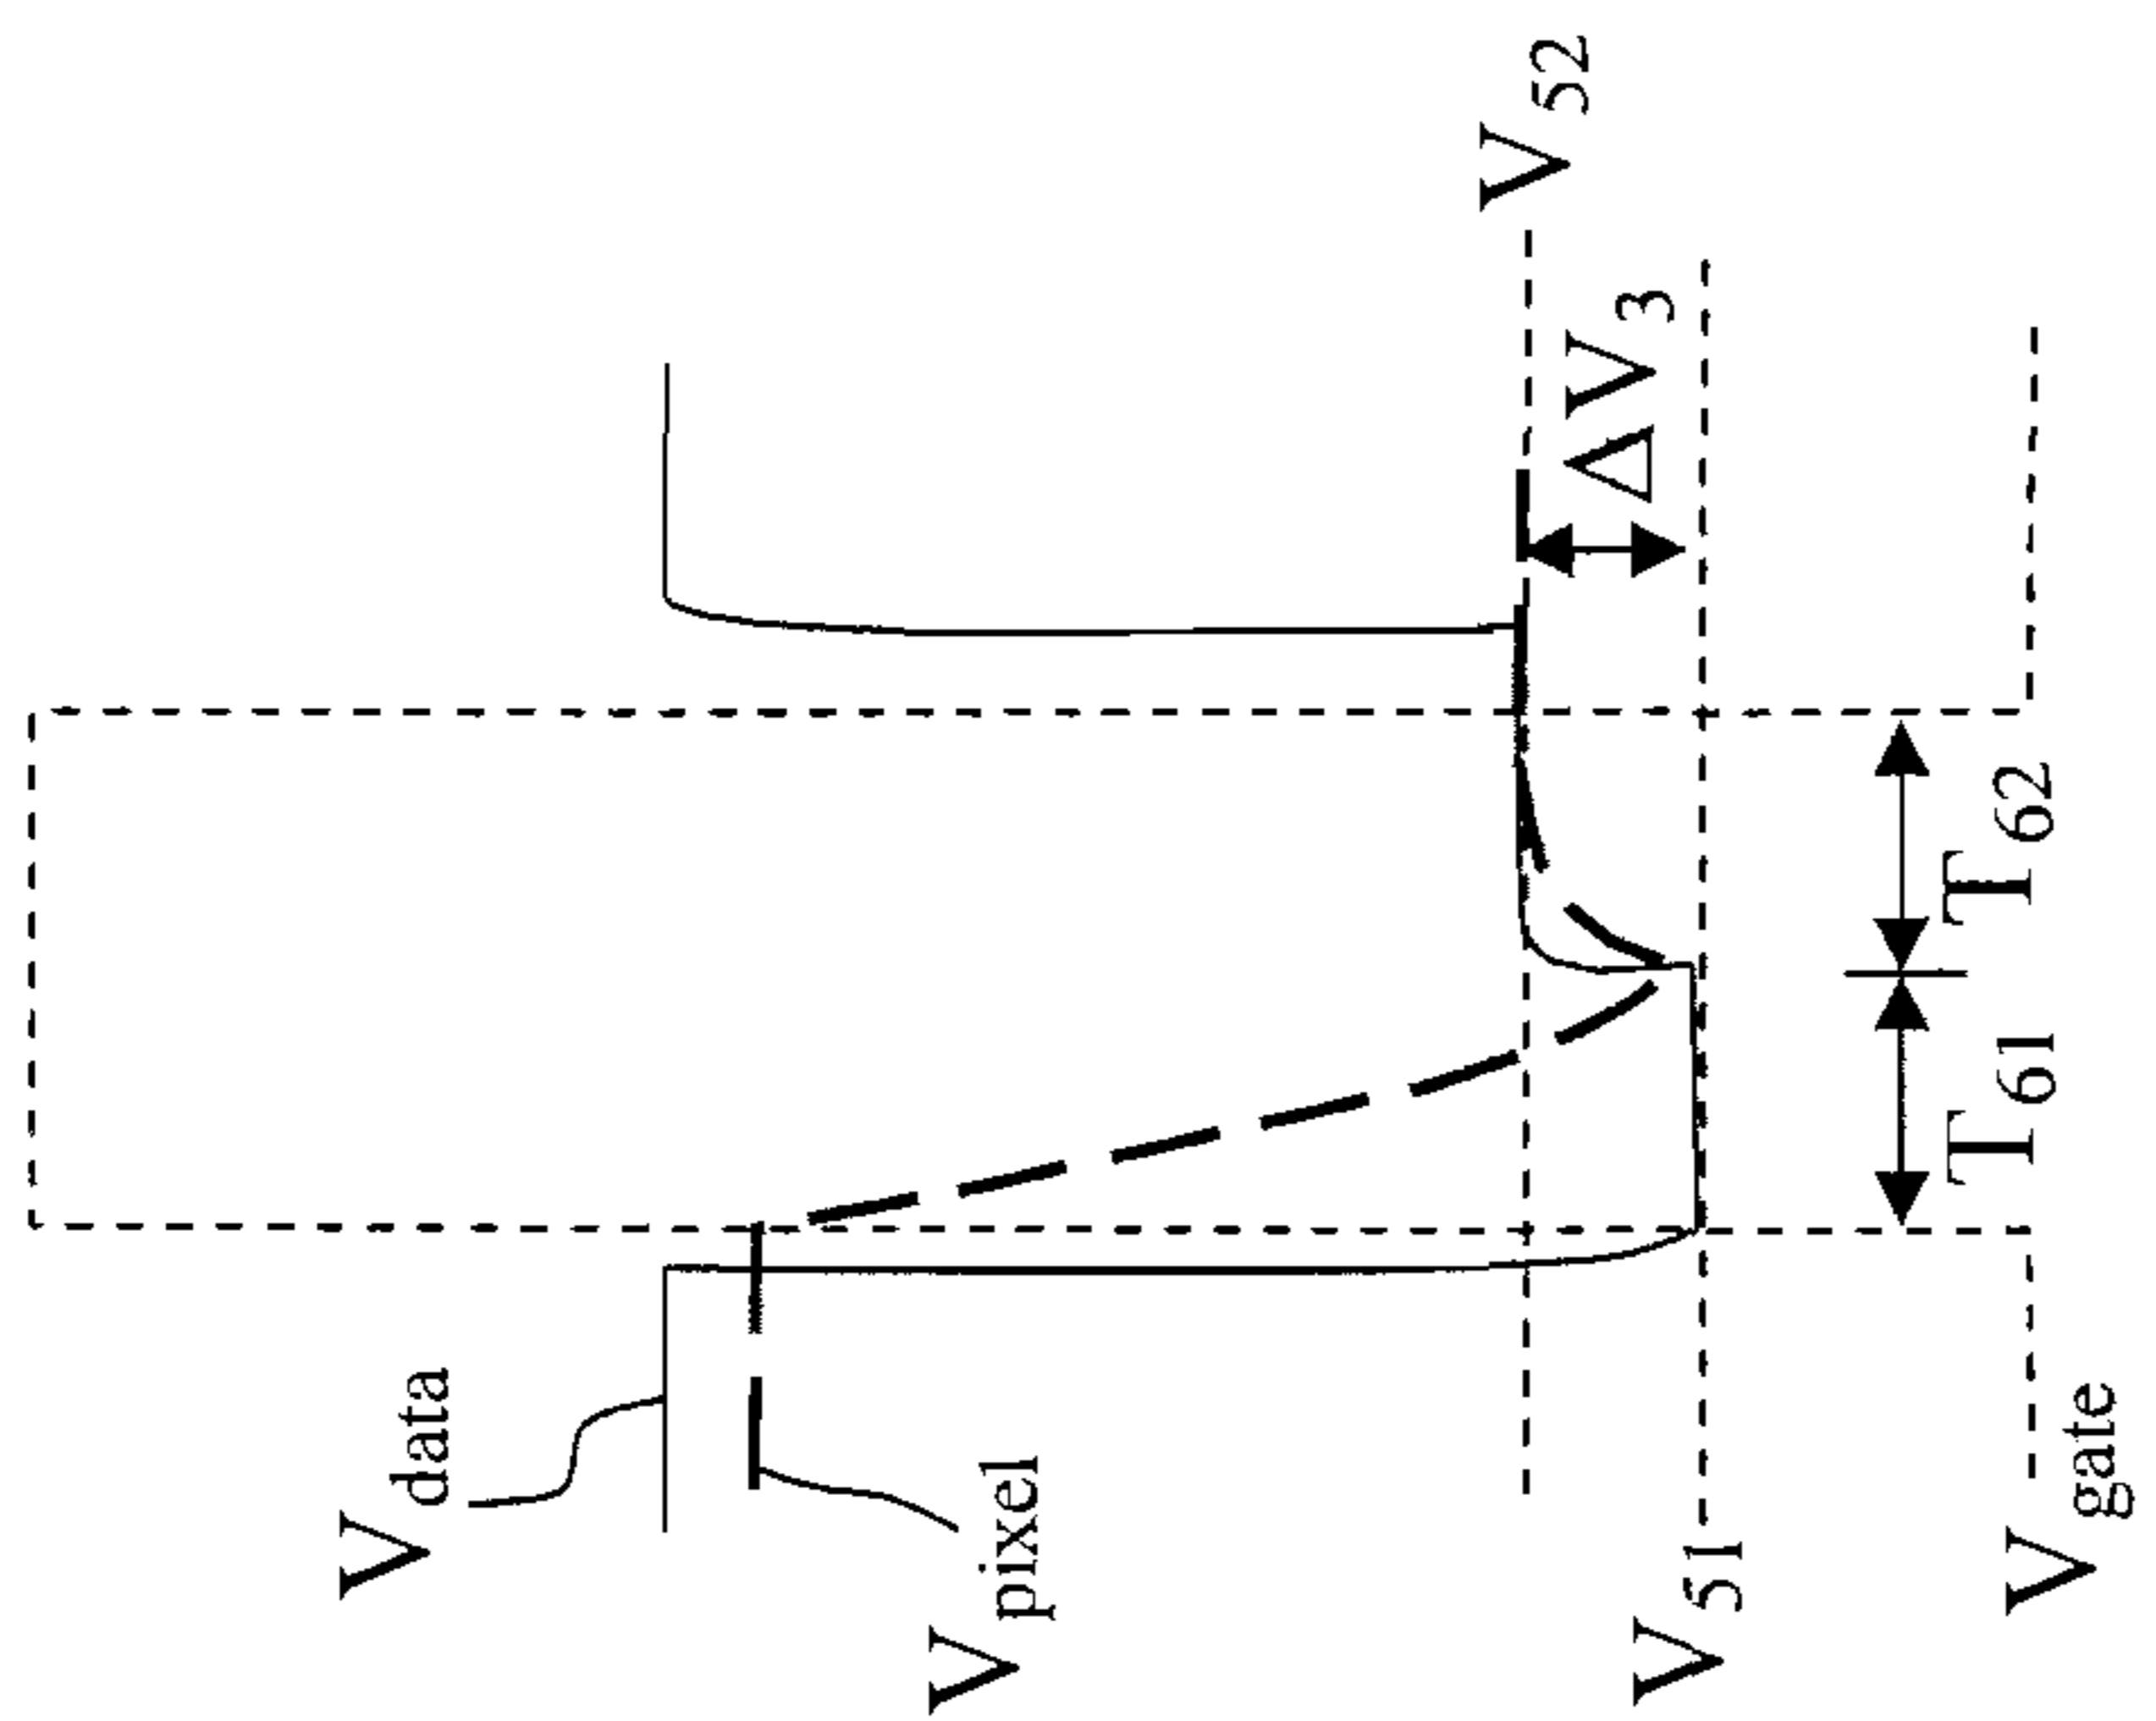 Vdata
Vpixel
V51
Vgate
T61
T62
ΔV3
V52